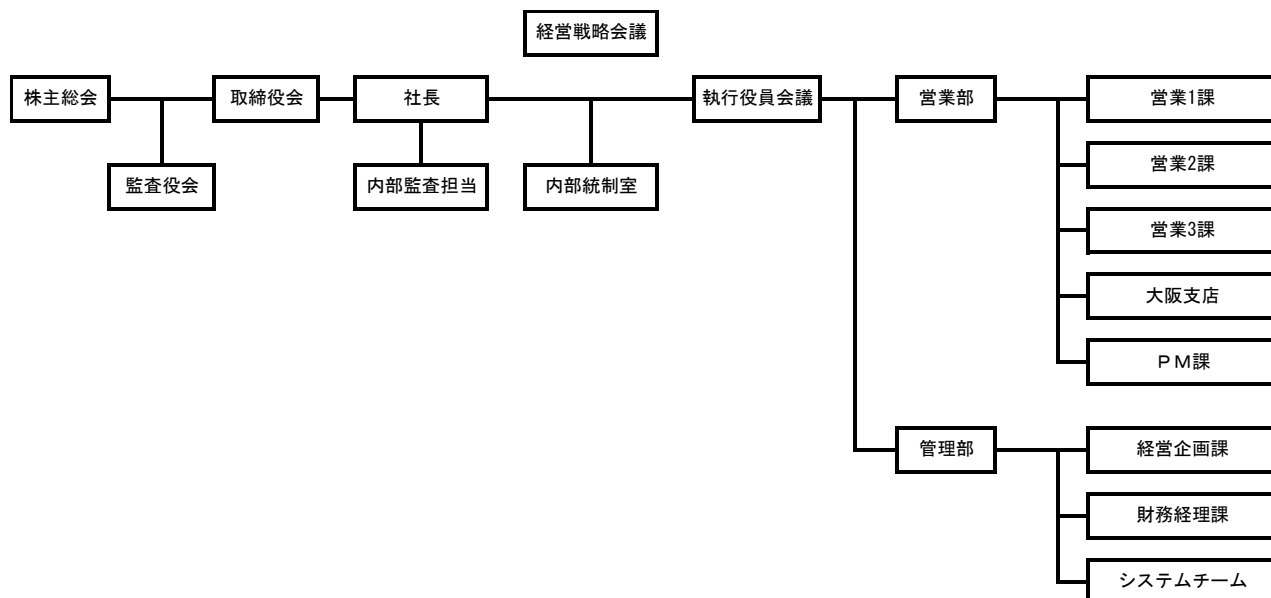 経営戦略会議
株主総会
取締役会
社長
執行役員会議
営業部
営業1課
監査役会
内部監査担当
内部統制室
営業2課
営業3課
大阪支店
ＰＭ課
管理部
経営企画課
財務経理課
システムチーム